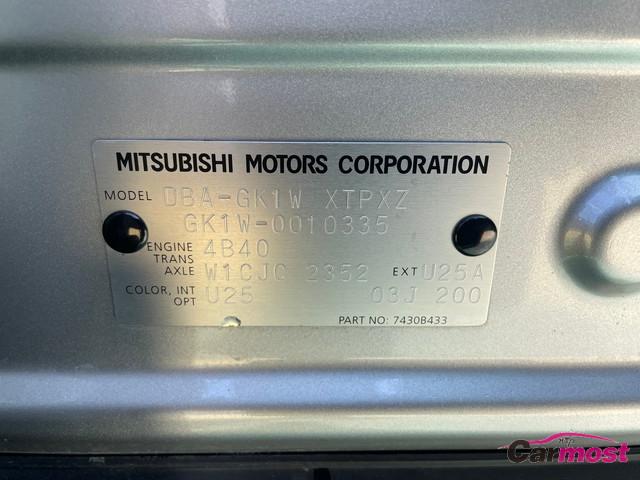 MITSUBISHI MOTORS CORPORATION
MODEL DBA-GK1W XTPXZ
GK1W-0010335
ENGINE 4B40
TRANS
AXLE W1CJC 2352 EXT U25A
COLOR, INT U25 03J 200
OPT
PART NO: 7430B433
Carmost